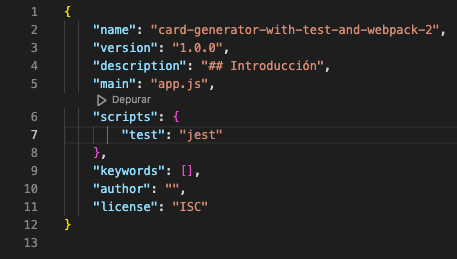 1 {
2 "name": "card-generator-with-test-and-webpack-2",
3 "version": "1.0.0",
4 "description": "## Introducción",
5 "main": "app.js",
Depurar
6 "scripts": {
7 "test": "jest"
8 },
9 "keywords": [],
10 "author": "",
11 "license": "ISC"
12 }
13